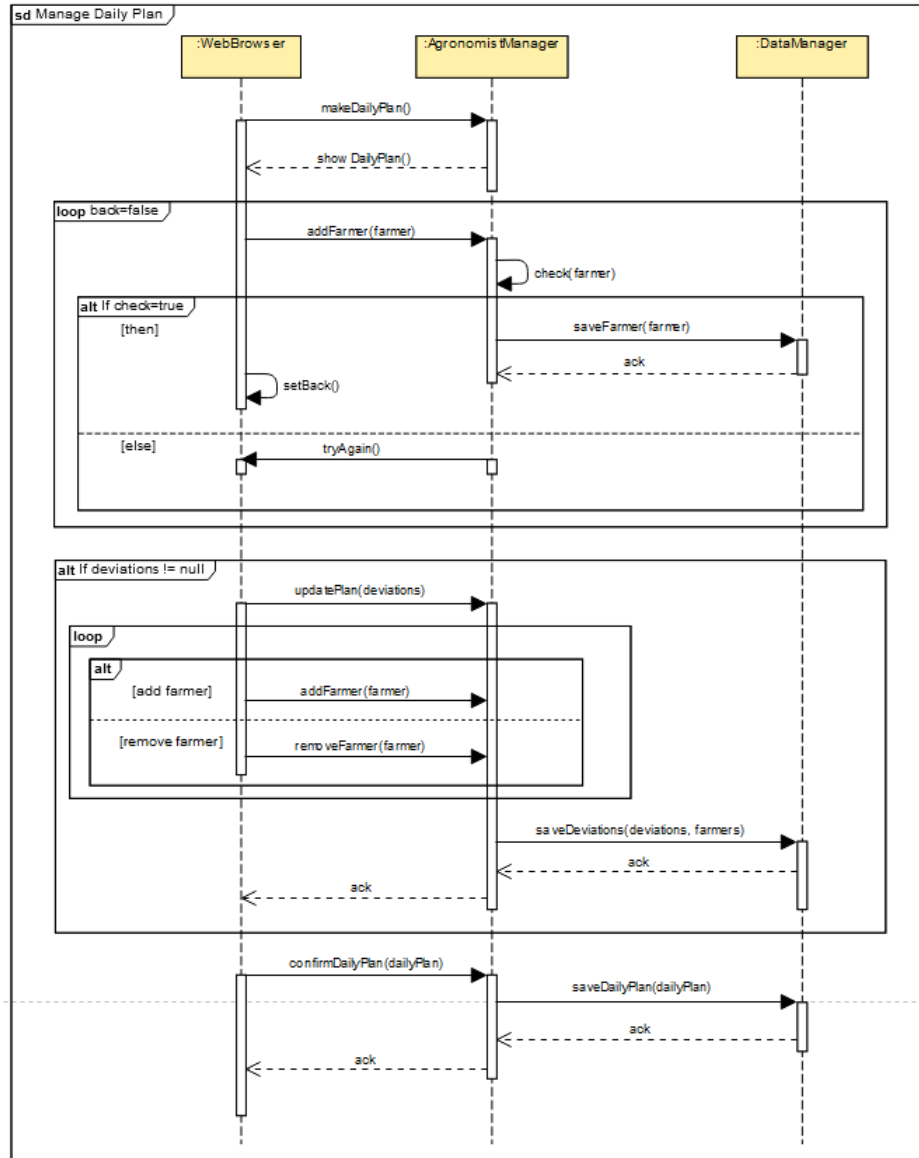 sd Manage Daily Plan
:WebBrowser :AgronomistManager :DataManager
makeDailyPlan()
show DailyPlan()
loop back=false
addFarmer(farmer)
check(farmer)
alt If check=true
[then]
saveFarmer(farmer)
ack
setBack()
[else]
tryAgain()
alt If deviations != null
updatePlan(deviations)
loop
alt
[add farmer]
addFarmer(farmer)
[remove farmer]
removeFarmer(farmer)
saveDeviations(deviations, farmers)
ack
ack
confirmDailyPlan(dailyPlan)
saveDailyPlan(dailyPlan)
ack
ack